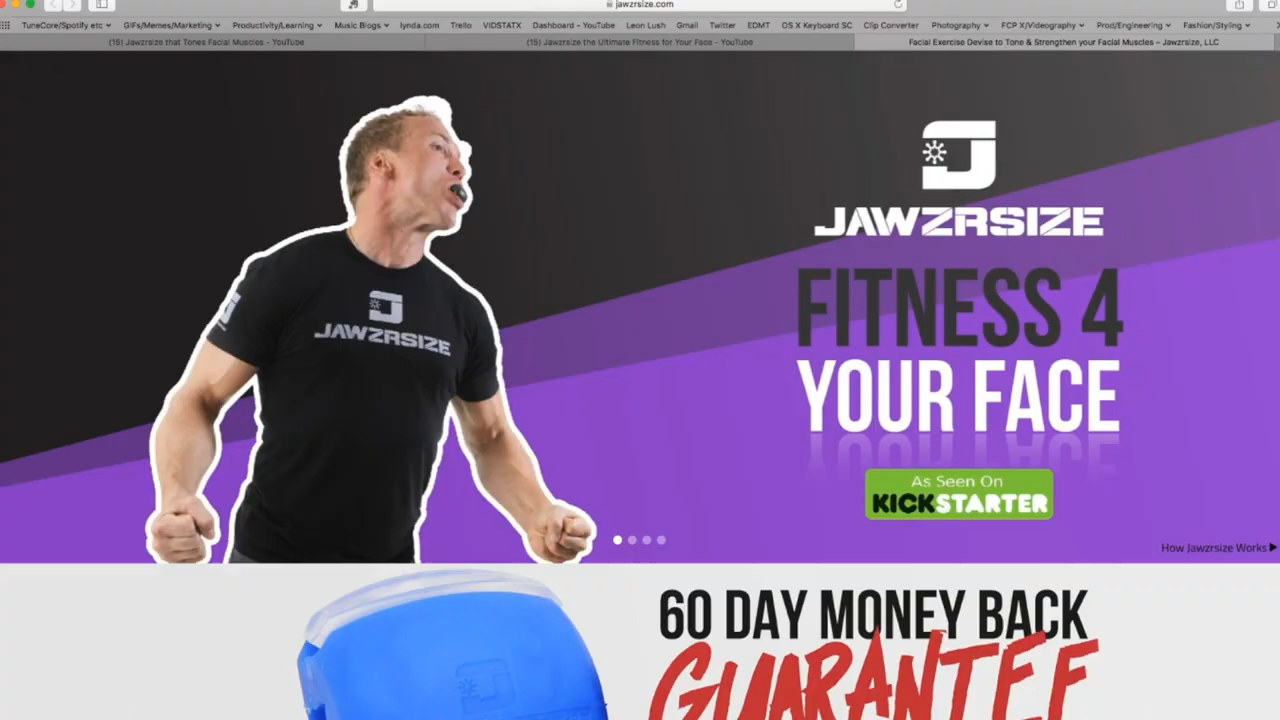 jawzrsize.com
TuneCore/Spotify etc
GIFs/Memes/Marketing
Productivity/Learning
Music Blogs
lynda.com
Trello
VIDSTATX
Dashboard - YouTube
Leon Lush
Gmail
Twitter
EDMT
OS X Keyboard SC
Clip Converter
Photography
FCP X/Videography
Prod/Engineering
Fashion/Styling
(15) Jawzrsize that Tones Facial Muscles - YouTube
(15) Jawzrsize the Ultimate Fitness for Your Face - YouTube
Facial Exercise Devise to Tone & Strengthen your Facial Muscles – Jawzrsize, LLC
JAWZRSIZE
JAWZRSIZE
FITNESS 4
YOUR FACE
As Seen On
KICKSTARTER
How Jawzrsize Works
60 DAY MONEY BACK
GUARANTEE